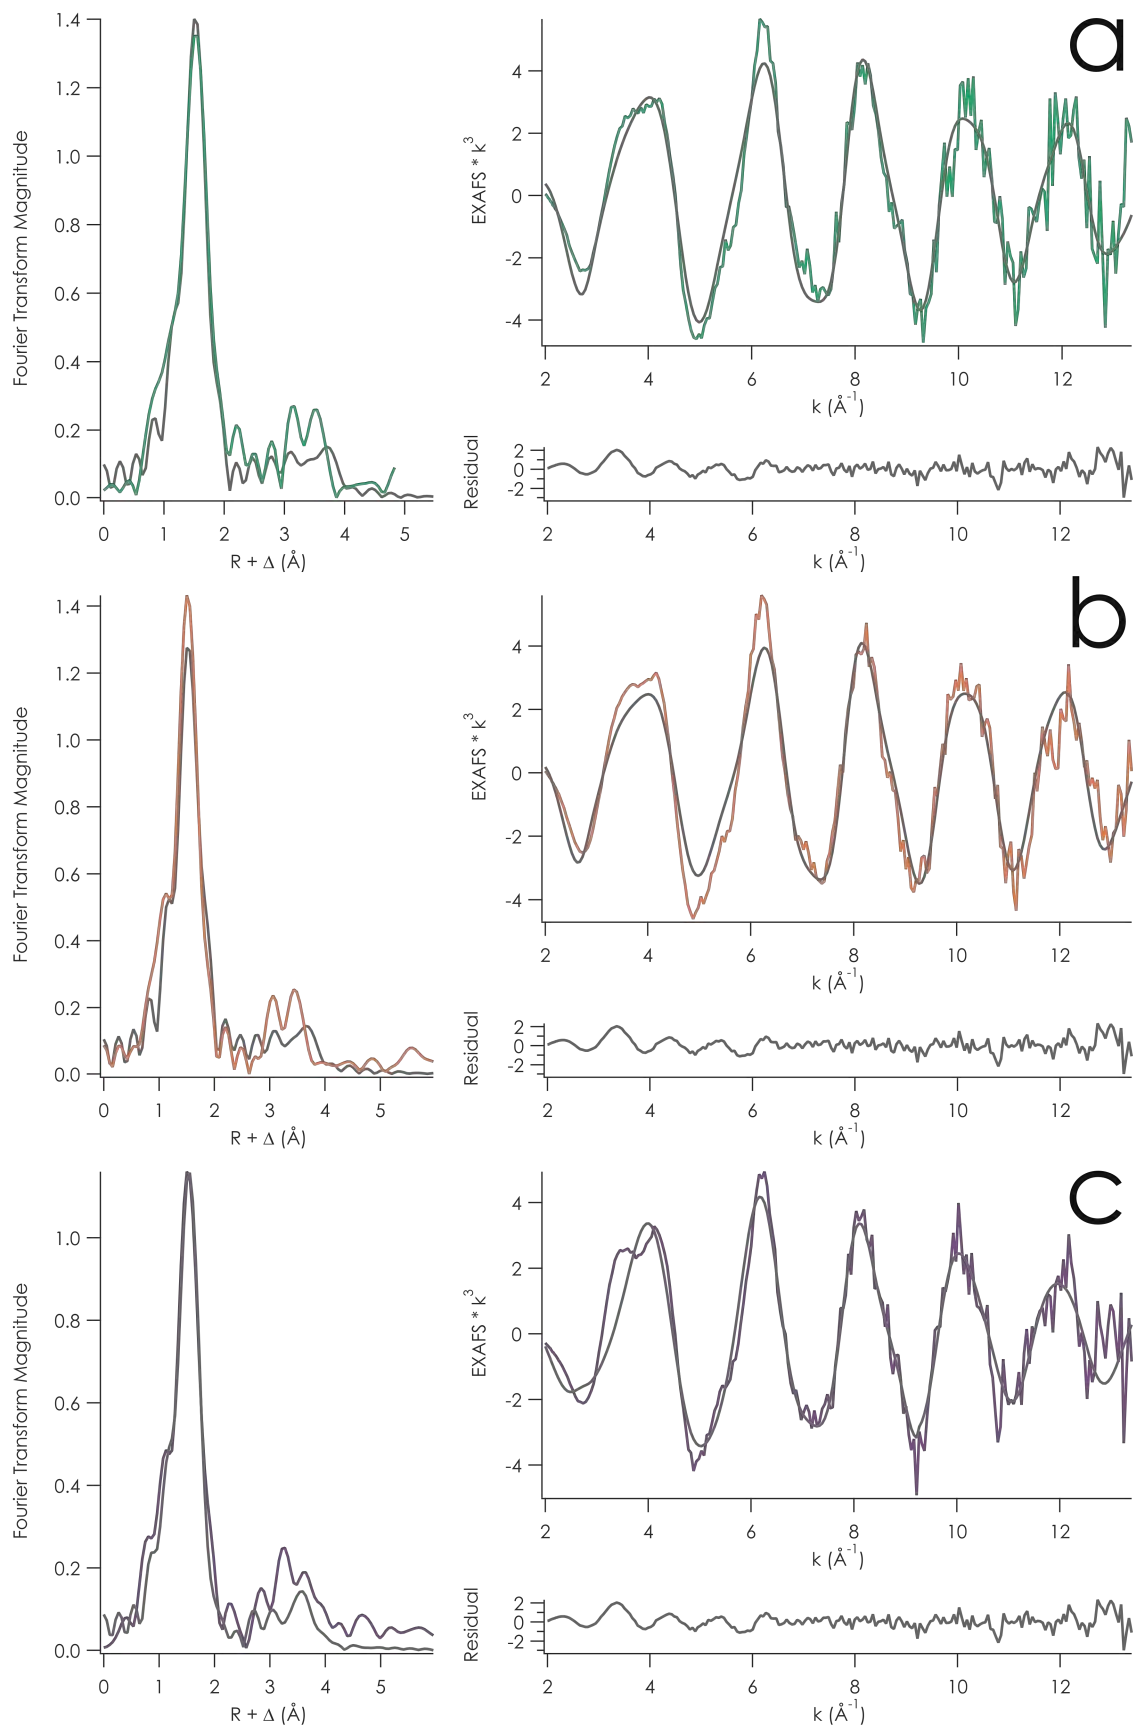 a
1.4
1.2
1.0
0.8
0.6
0.4
0.2
0.0
Fourier Transform Magnitude
0 1 2 3 4 5
R + Δ (Å)
4
2
0
-2
-4
EXAFS * k³
2 4 6 8 10 12
k (Å⁻¹)
2
0
-2
Residual
2 4 6 8 10 12
k (Å⁻¹)
b
1.4
1.2
1.0
0.8
0.6
0.4
0.2
0.0
Fourier Transform Magnitude
0 1 2 3 4 5
R + Δ (Å)
4
2
0
-2
-4
EXAFS * k³
2 4 6 8 10 12
k (Å⁻¹)
2
0
-2
Residual
2 4 6 8 10 12
k (Å⁻¹)
c
1.0
0.8
0.6
0.4
0.2
0.0
Fourier Transform Magnitude
0 1 2 3 4 5
R + Δ (Å)
4
2
0
-2
-4
EXAFS * k³
2 4 6 8 10 12
k (Å⁻¹)
2
0
-2
Residual
2 4 6 8 10 12
k (Å⁻¹)